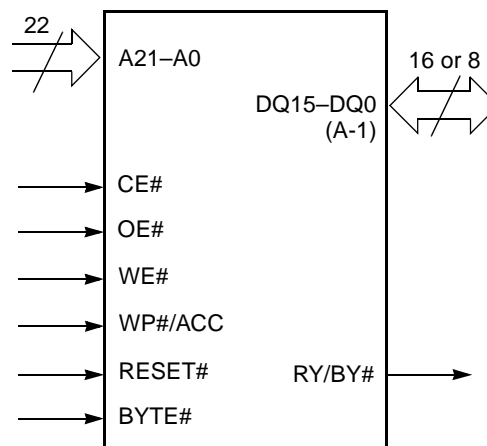 22
A21–A0
16 or 8
DQ15–DQ0
(A-1)
CE#
OE#
WE#
WP#/ACC
RESET#
RY/BY#
BYTE#